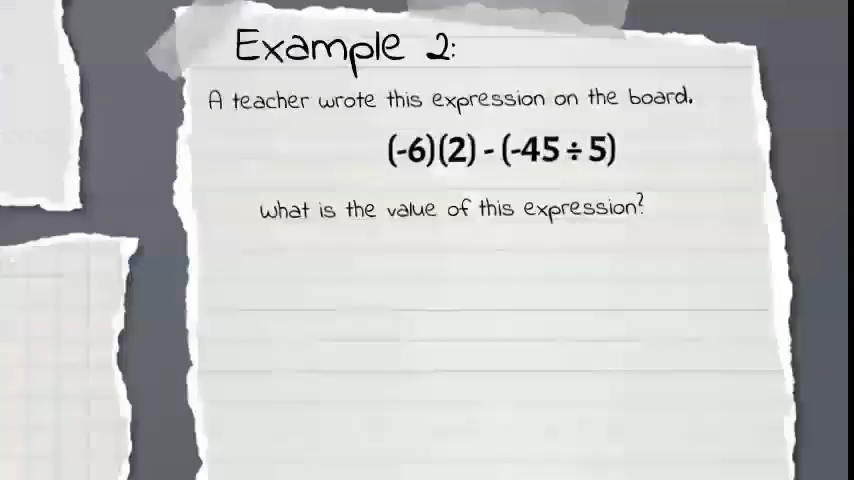 Example 2:
A teacher wrote this expression on the board.
(-6)(2) - (-45 ÷ 5)
what is the value of this expression?